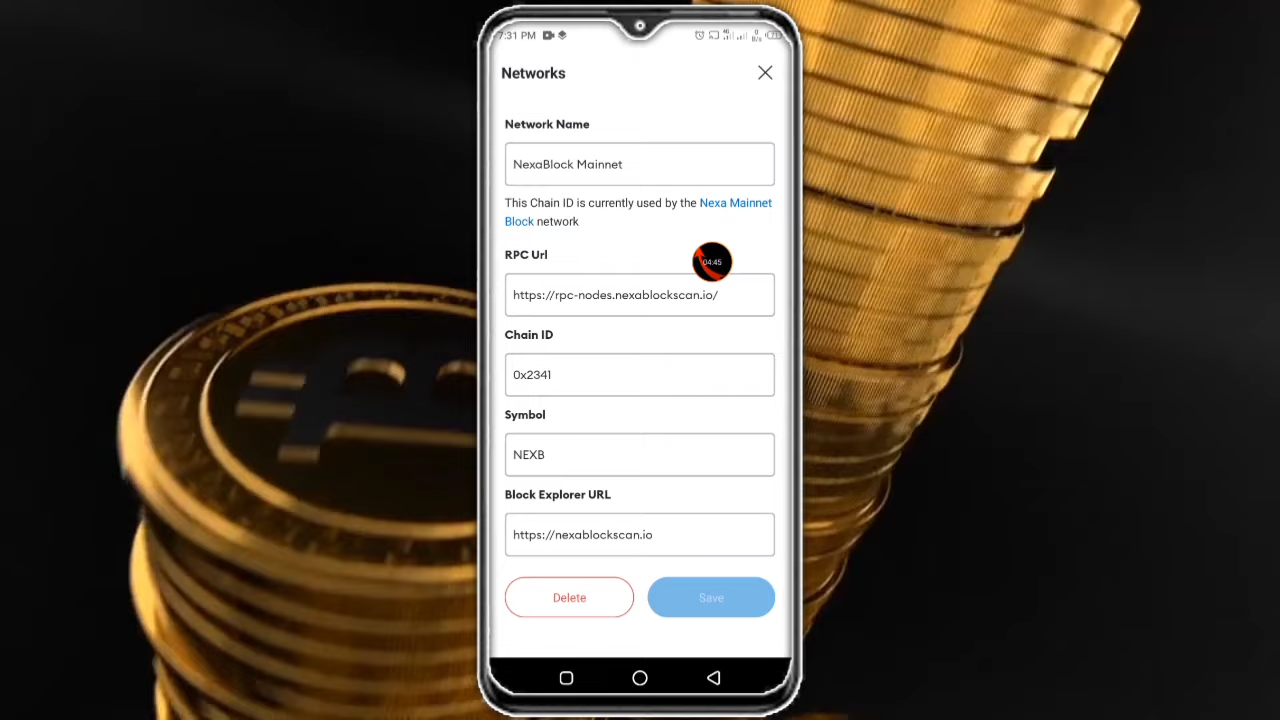 7:31 PM
Networks
Network Name
NexaBlock Mainnet
This Chain ID is currently used by the Nexa Mainnet
Block network
RPC Url
04:45
https://rpc-nodes.nexablockscan.io/
Chain ID
0x2341
Symbol
NEXB
Block Explorer URL
https://nexablockscan.io
Delete
Save